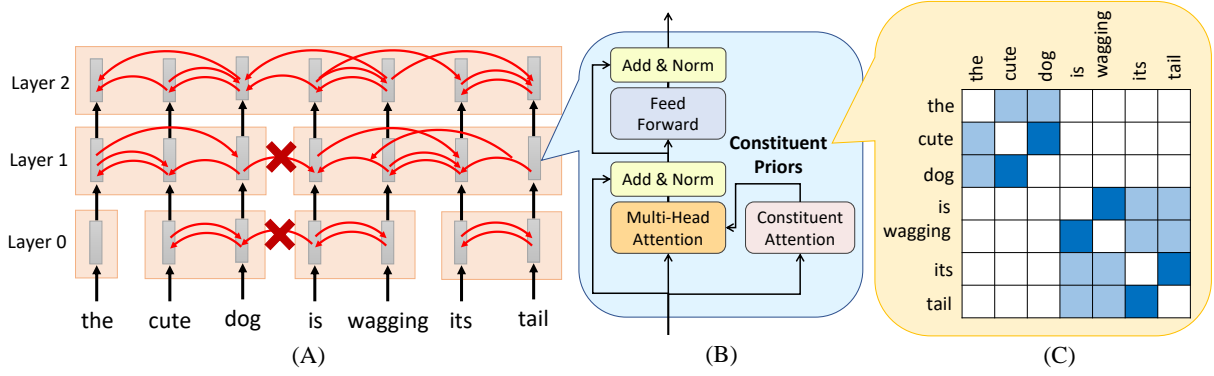 Layer 2
Layer 1
Layer 0
the cute dog is wagging its tail
(A)
Add & Norm
Feed
Forward
Constituent
Priors
Add & Norm
Multi-Head
Attention
Constituent
Attention
(B)
the cute dog is wagging its tail
the
cute
dog
is
wagging
its
tail
(C)